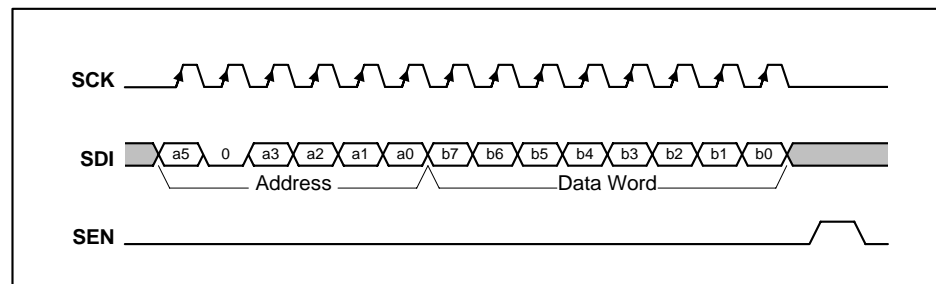 SCK
SDI a5 0 a3 a2 a1 a0 b7 b6 b5 b4 b3 b2 b1 b0
Address Data Word
SEN